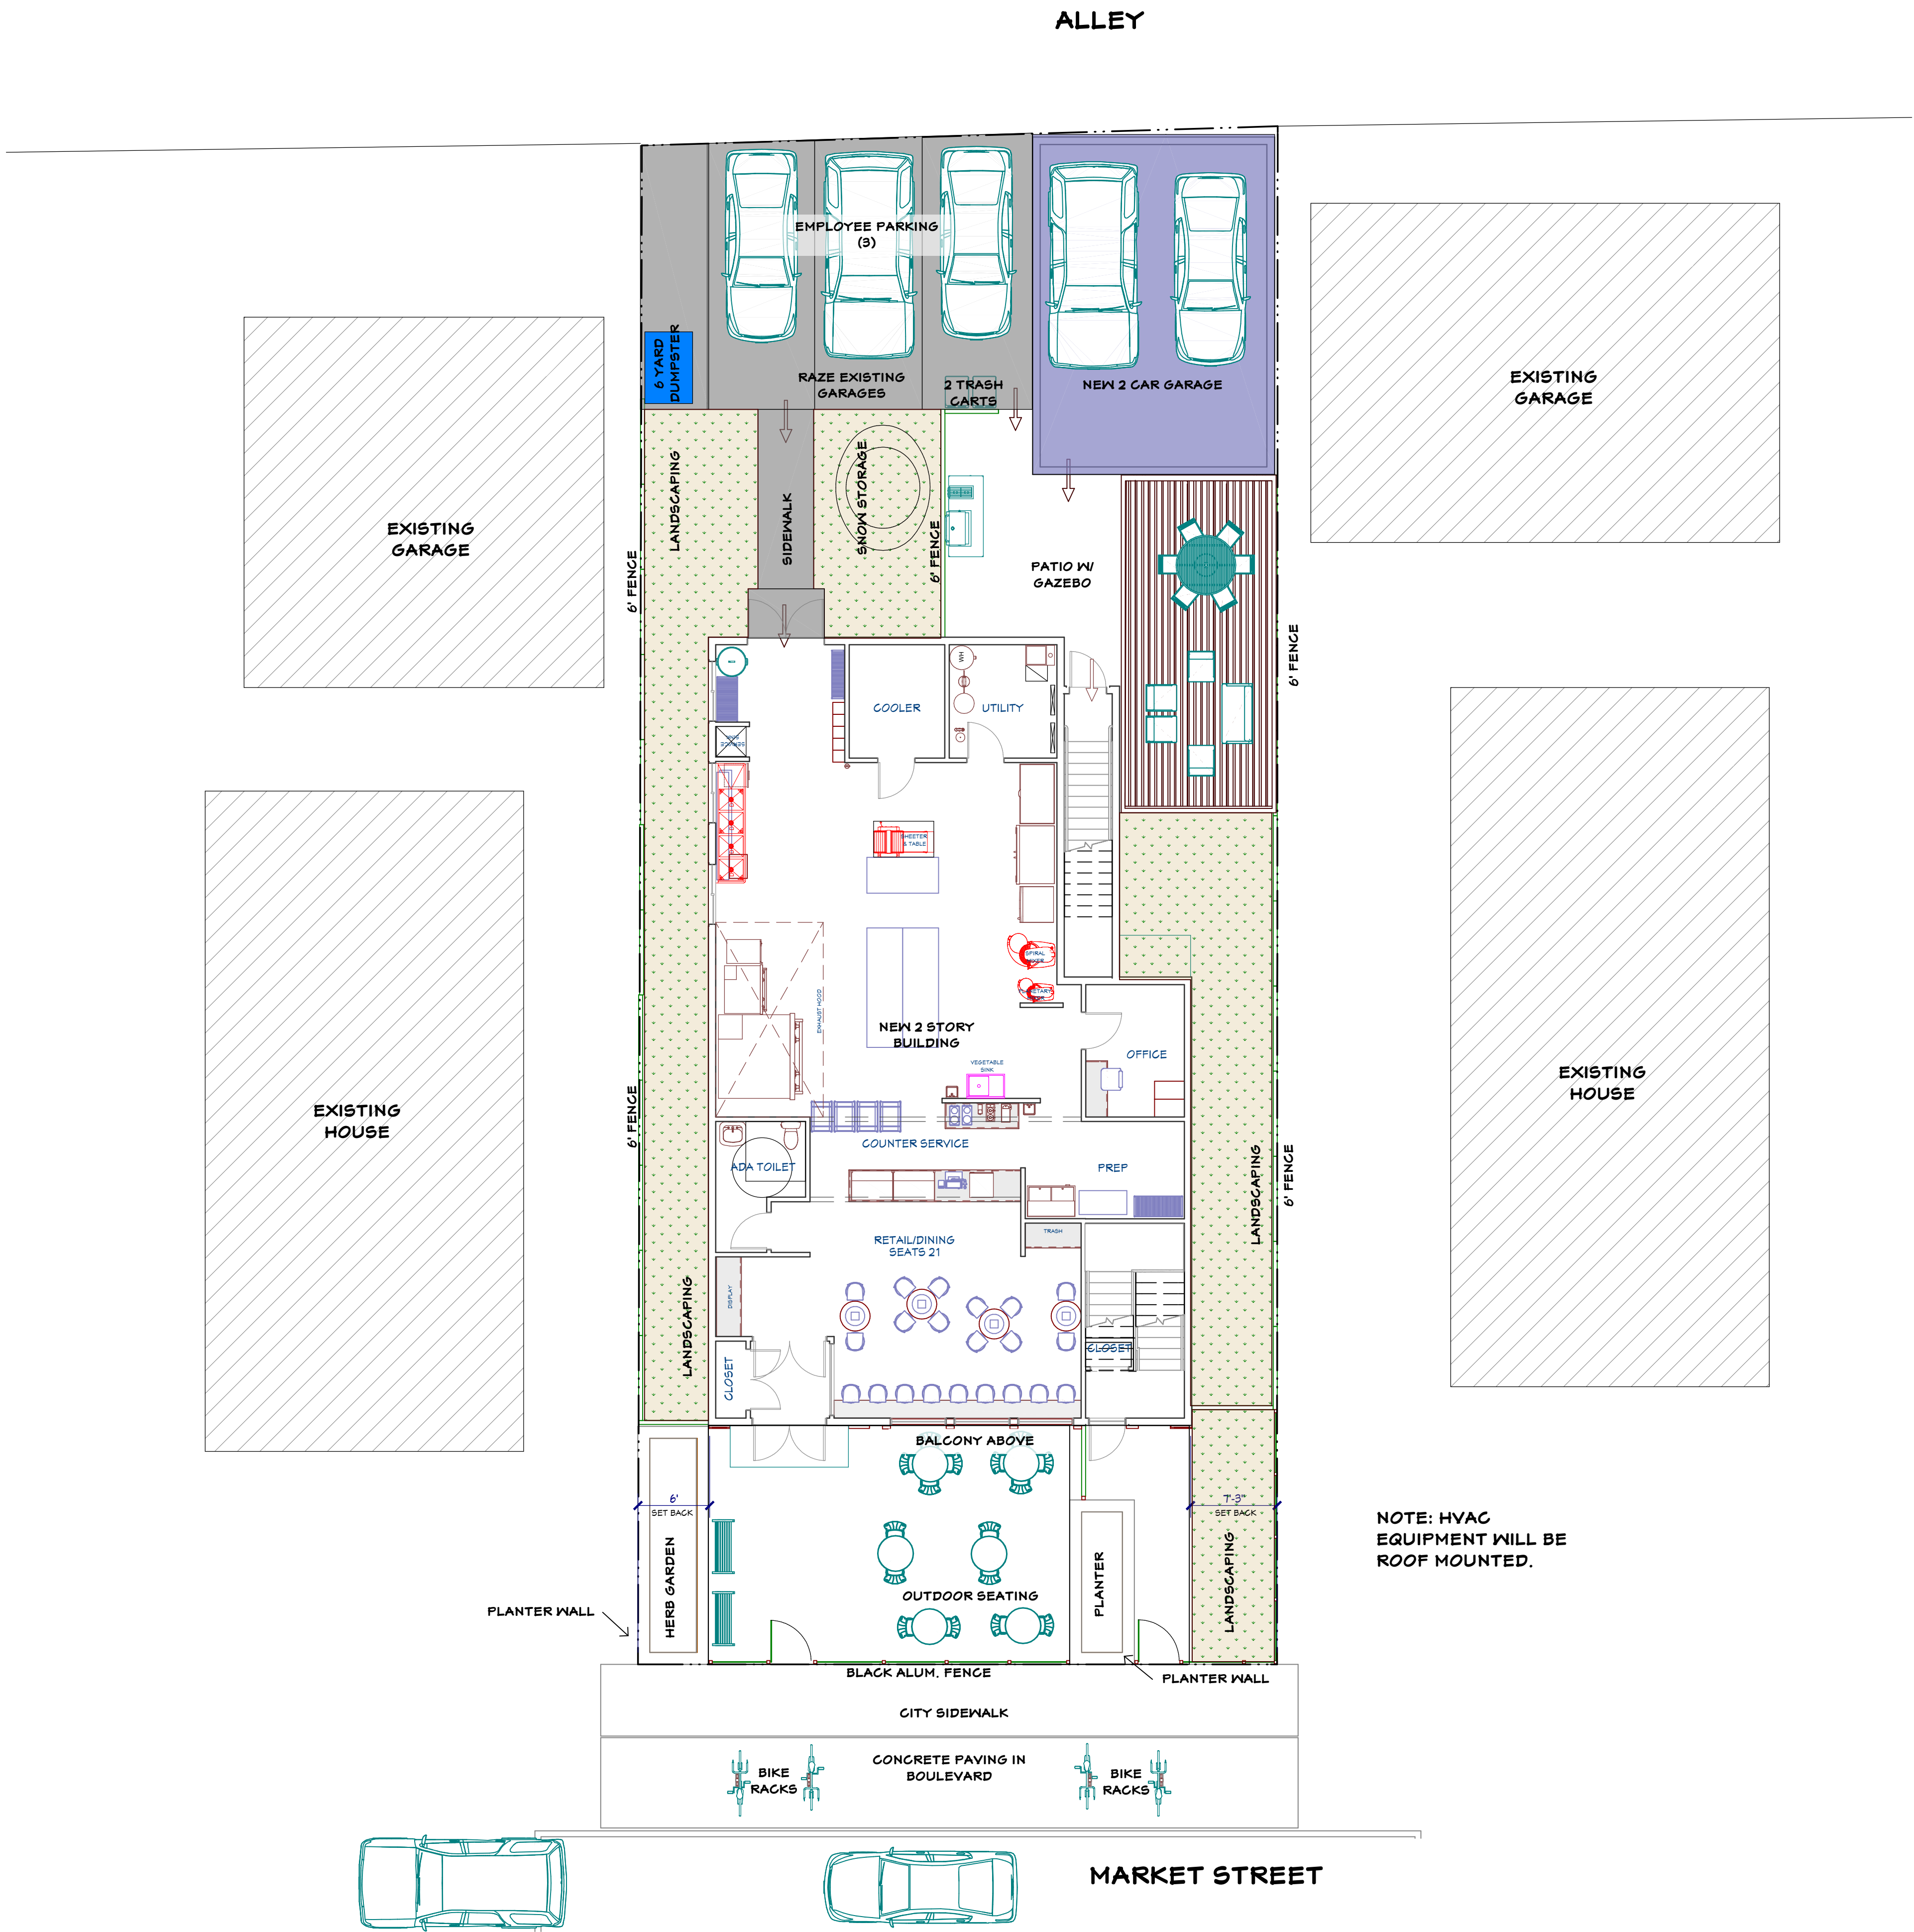 ALLEY
EMPLOYEE PARKING
(3)
6 YARD
DUMPSTER
RAZE EXISTING
GARAGES
2 TRASH
CARTS
NEW 2 CAR GARAGE
EXISTING
GARAGE
EXISTING
GARAGE
LANDSCAPING
SIDEWALK
SNOW STORAGE
6' FENCE
6' FENCE
PATIO W/
GAZEBO
6' FENCE
WH
COOLER
UTILITY
SERVICE
SINK
SHEETER
& TABLE
SPIRAL
MIXER
EXHAUST HOOD
NEW 2 STORY
BUILDING
VEGETABLE
SINK
OFFICE
EXISTING
HOUSE
EXISTING
HOUSE
6' FENCE
COUNTER SERVICE
ADA TOILET
PREP
LANDSCAPING
6' FENCE
TRASH
RETAIL/DINING
SEATS 21
DISPLAY
LANDSCAPING
CLOSET
CLOSET
BALCONY ABOVE
6'
SET BACK
7'-3"
SET BACK
NOTE: HVAC
EQUIPMENT WILL BE
ROOF MOUNTED.
HERB GARDEN
PLANTER
LANDSCAPING
OUTDOOR SEATING
PLANTER WALL
BLACK ALUM. FENCE
PLANTER WALL
CITY SIDEWALK
CONCRETE PAVING IN
BOULEVARD
BIKE
RACKS
BIKE
RACKS
MARKET STREET